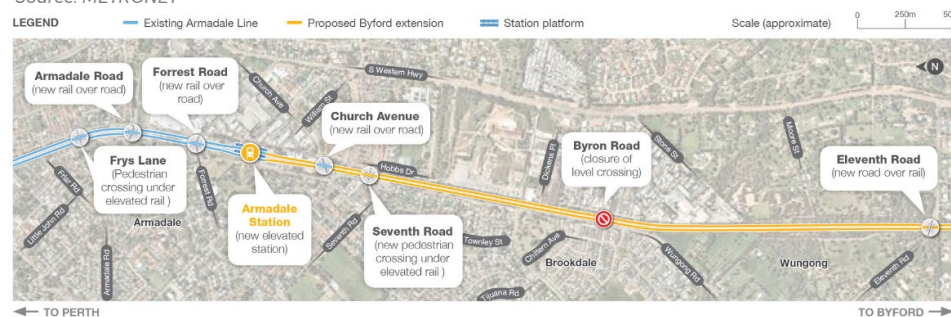 Source: METRONET
LEGEND
Existing Armadale Line
Proposed Byford extension
Station platform
Scale (approximate)
0
250m
Armadale Road
(new rail over road)
Forrest Road
(new rail over
road)
Church Ave
William St
S Western Hwy
N
Church Avenue
(new rail over road)
Byron Road
(closure of
level crossing)
Dickens Pl
Stone St
Moore St
Eleventh Road
(new road over rail)
Frys Lane
(Pedestrian
crossing under
elevated rail )
Friar Rd
Little John Rd
Armadale
Armadale Rd
Forrest Rd
Armadale
Station
(new elevated
station)
Hobbs Dr
Seventh Rd
Seventh Road
(new pedestrian
crossing under
elevated rail )
Townley St
Chiltern Ave
Brookdale
Tijuana Rd
Wungong Rd
Wungong
Eleventh Rd
TO PERTH
TO BYFORD